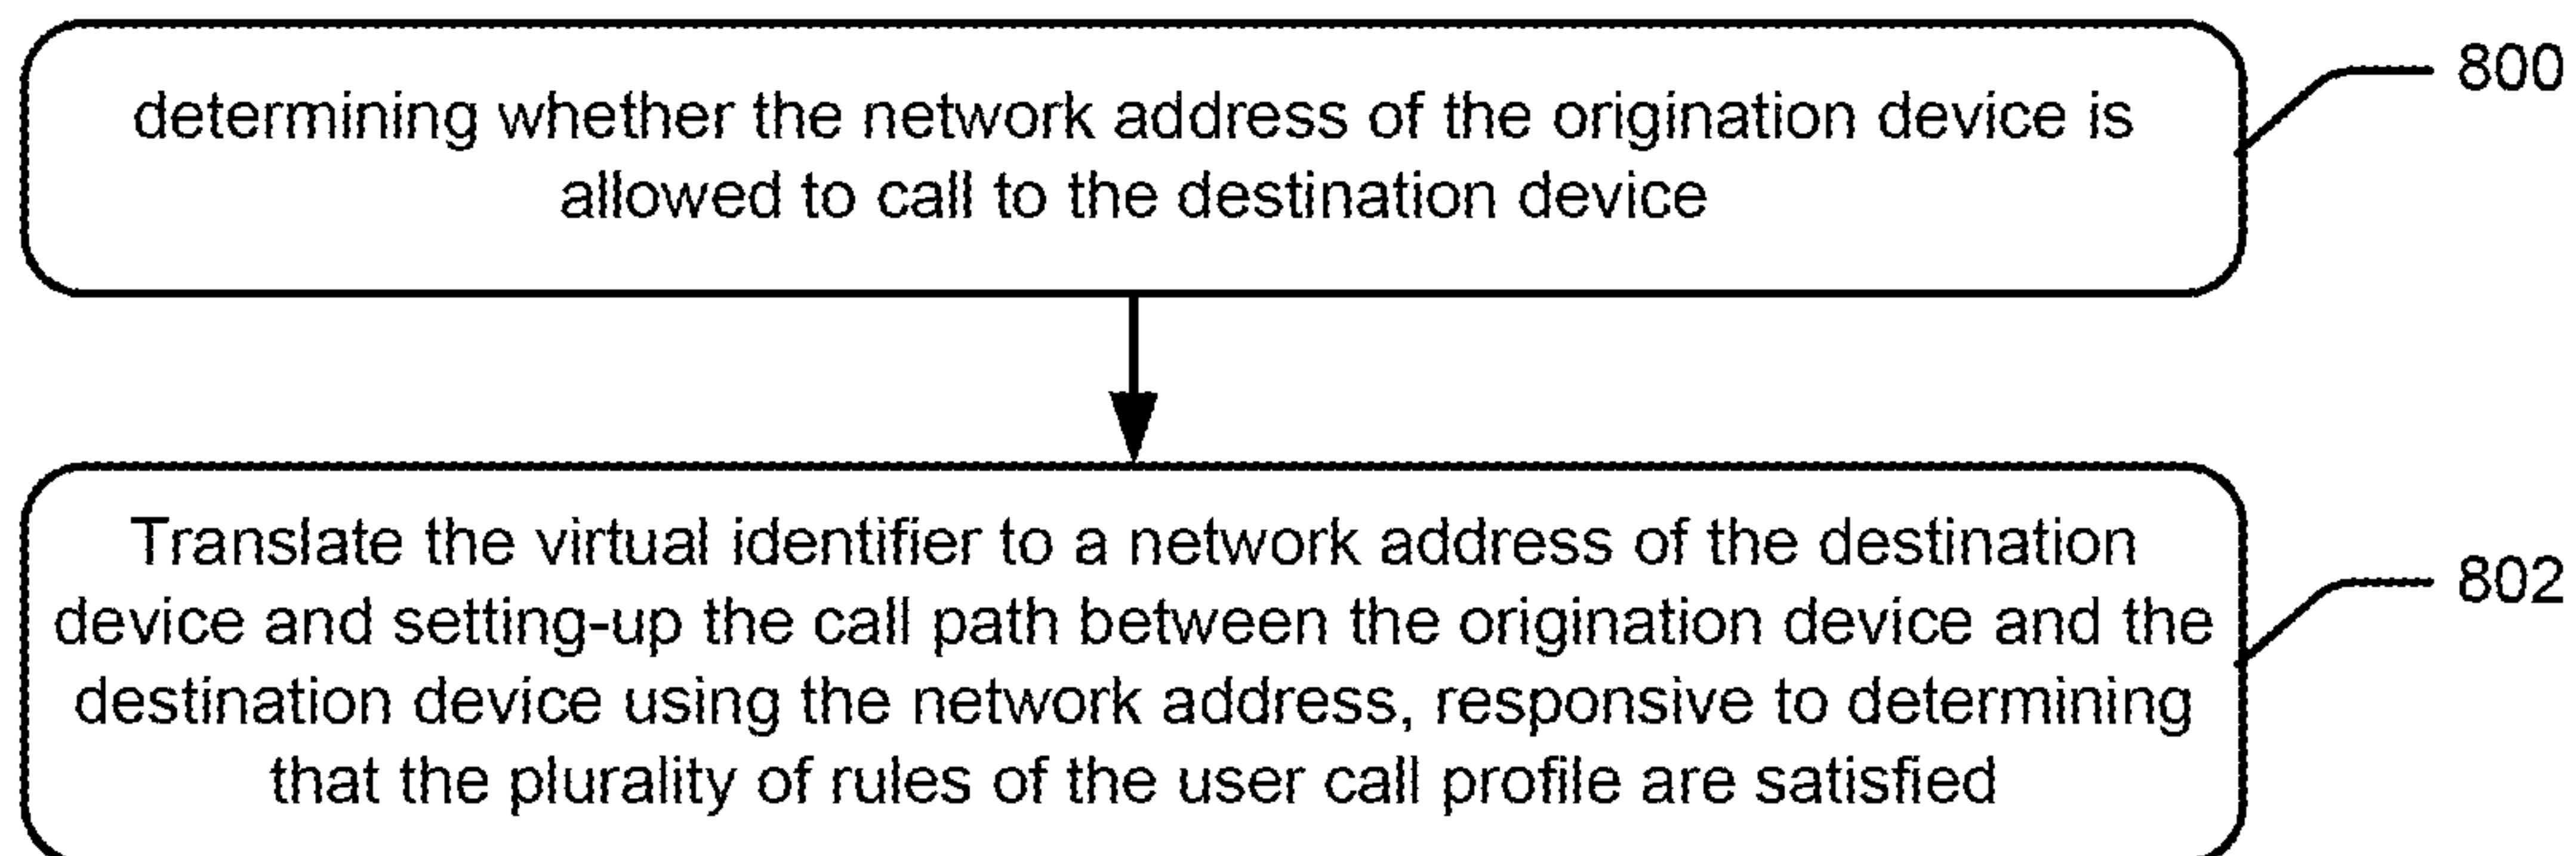 determining whether the network address of the origination device is
allowed to call to the destination device
800
Translate the virtual identifier to a network address of the destination
device and setting-up the call path between the origination device and the
destination device using the network address, responsive to determining
that the plurality of rules of the user call profile are satisfied
802